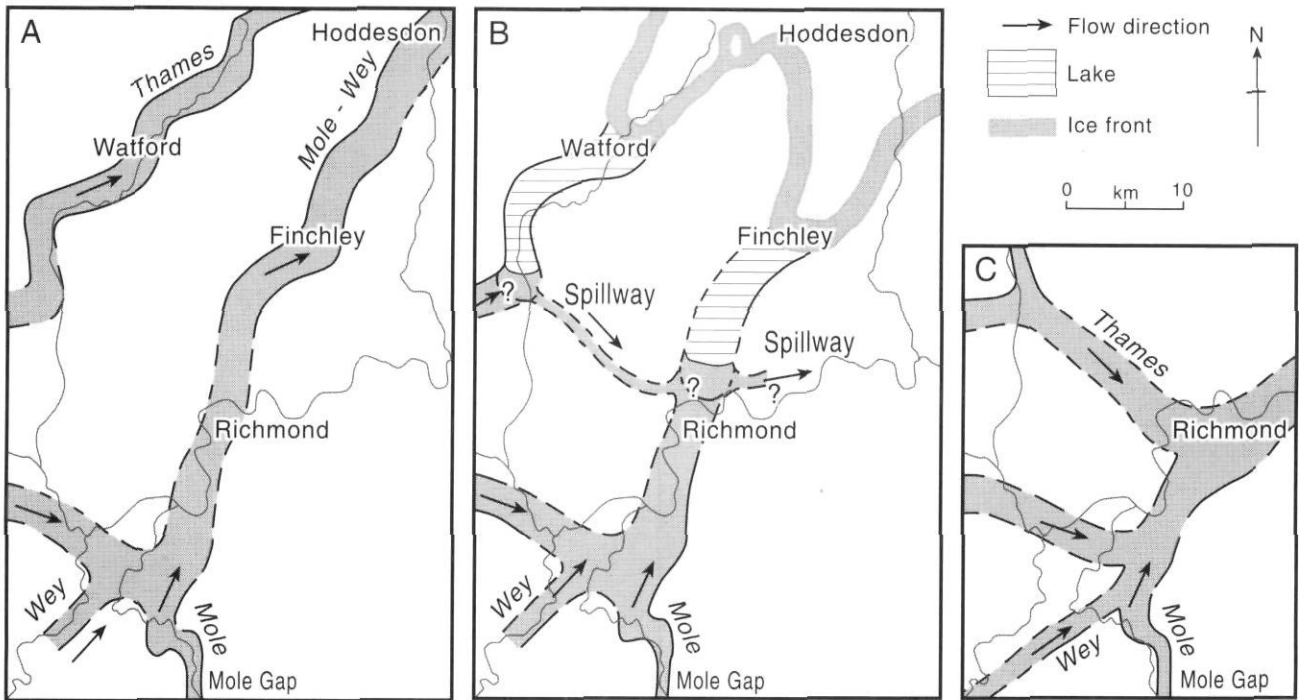 A
Hoddesdon
Thames
Mole - Wey
Watford
Finchley
Richmond
Wey
Mole
Mole Gap
B
Hoddesdon
Watford
Finchley
?
Spillway
Spillway
?
?
Richmond
Wey
Mole
Mole Gap
Flow direction
Lake
Ice front
N
0 km 10
C
Thames
Richmond
Wey
Mole
Mole Gap